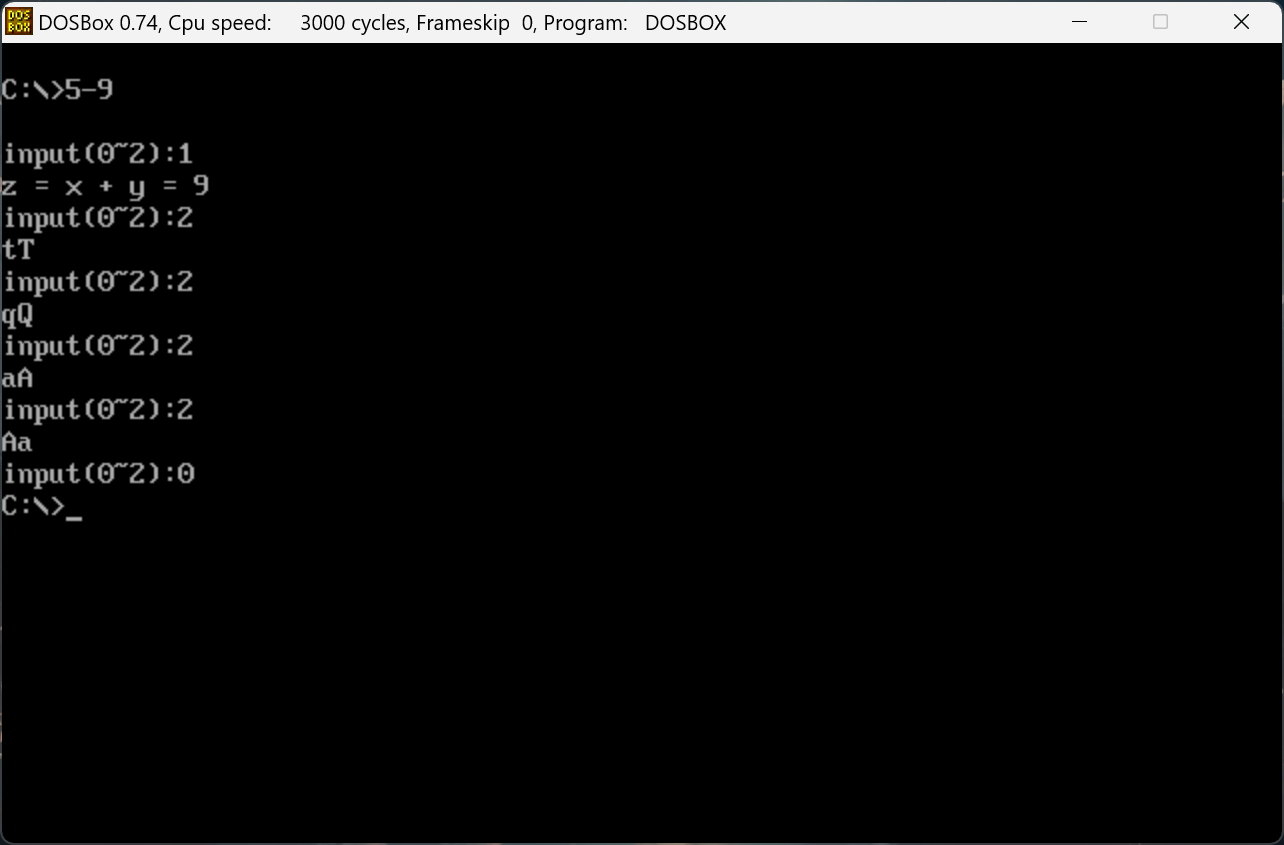 DOS BOX
DOSBox 0.74, Cpu speed: 3000 cycles, Frameskip 0, Program: DOSBOX
C:\>5-9
input(0~2):1
z = x + y = 9
input(0~2):2
tT
input(0~2):2
qQ
input(0~2):2
aA
input(0~2):2
Aa
input(0~2):0
C:\>_